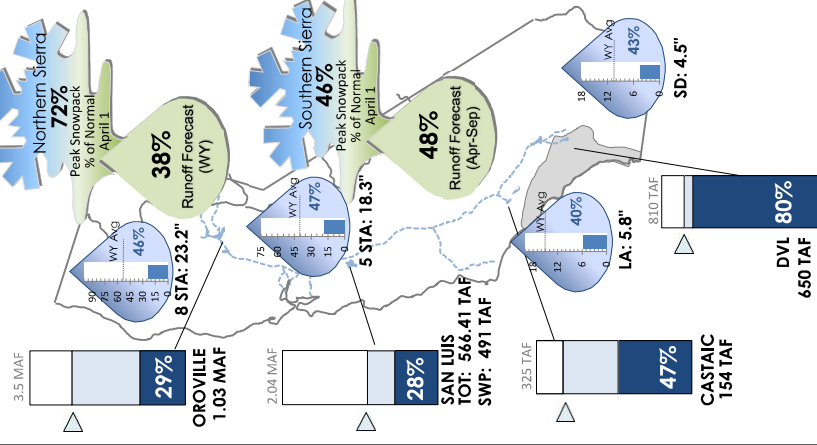 Northern Sierra
72%
Peak Snowpack
% of Normal
April 1
38%
Runoff Forecast
(WY)
WY Avg
46%
90
75
60
45
30
15
0
8 STA: 23.2"
3.5 MAF
29%
OROVILLE
1.03 MAF
Southern Sierra
46%
Peak Snowpack
% of Normal
April 1
48%
Runoff Forecast
(Apr-Sep)
WY Avg
47%
75
60
45
30
15
0
5 STA: 18.3"
2.04 MAF
28%
SAN LUIS
TOT: 566.41 TAF
SWP: 491 TAF
WY Avg
40%
18
12
6
0
LA: 5.8"
325 TAF
47%
CASTAIC
154 TAF
WY Avg
43%
18
12
6
0
SD: 4.5"
810 TAF
80%
DVL
650 TAF